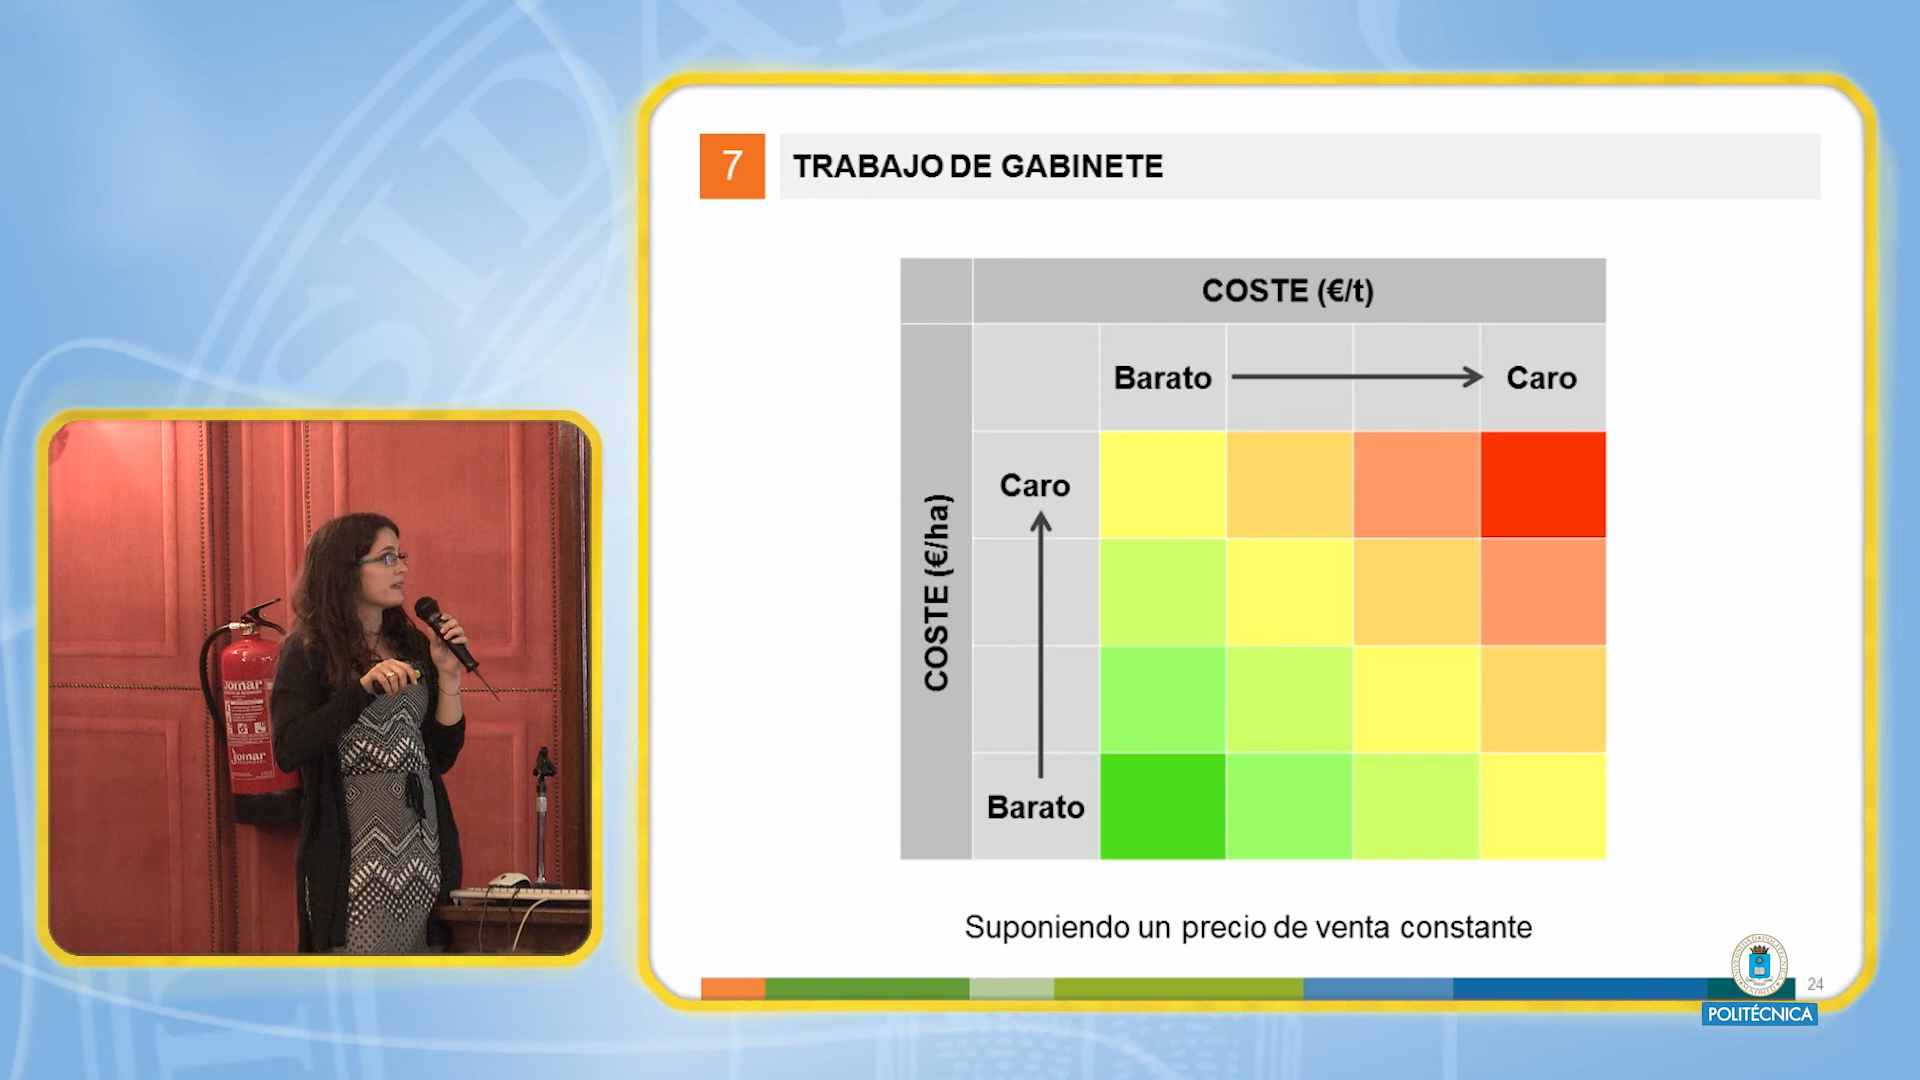 7
TRABAJO DE GABINETE
COSTE (€/t)
Barato
Caro
COSTE (€/ha)
Caro
Barato
Suponiendo un precio de venta constante
24
POLITÉCNICA
Jomar
Jomar